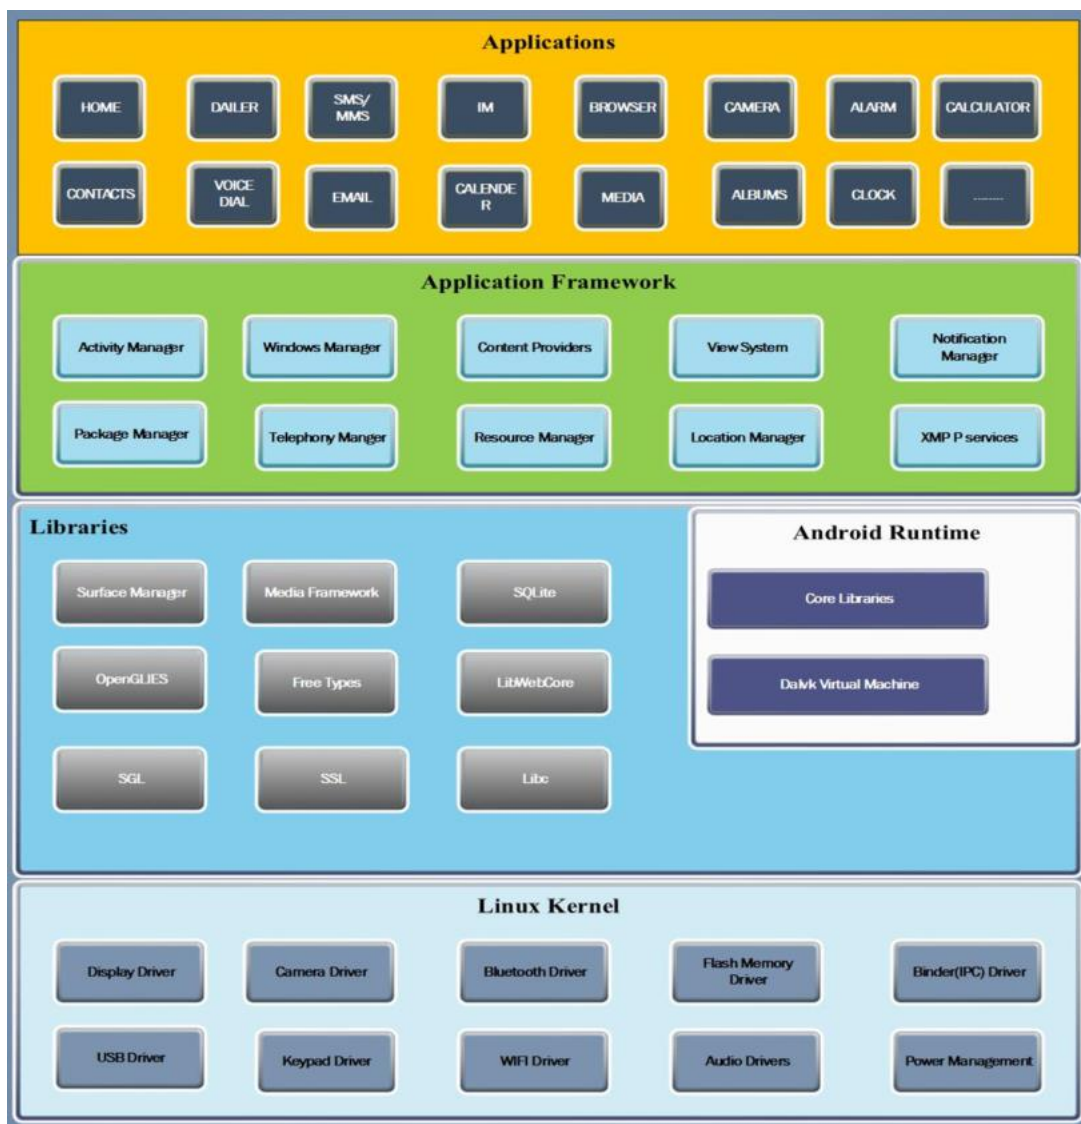 Applications
HOME
DAILER
SMS/
MMS
IM
BROWSER
CAMERA
ALARM
CALCULATOR
CONTACTS
VOICE
DIAL
EMAIL
CALENDE
R
MEDIA
ALBUMS
CLOCK
........
Application Framework
Activity Manager
Windows Manager
Content Providers
View System
Notification
Manager
Package Manager
Telephony Manger
Resource Manager
Location Manager
XMP P services
Libraries
Surface Manager
Media Framework
SQLite
OpenGL|ES
Free Types
LibWebCore
SGL
SSL
Libc
Android Runtime
Core Libraries
Dalvk Virtual Machine
Linux Kernel
Display Driver
Camera Driver
Bluetooth Driver
Flash Memory
Driver
Binder(IPC) Driver
USB Driver
Keypad Driver
WIFI Driver
Audio Drivers
Power Management